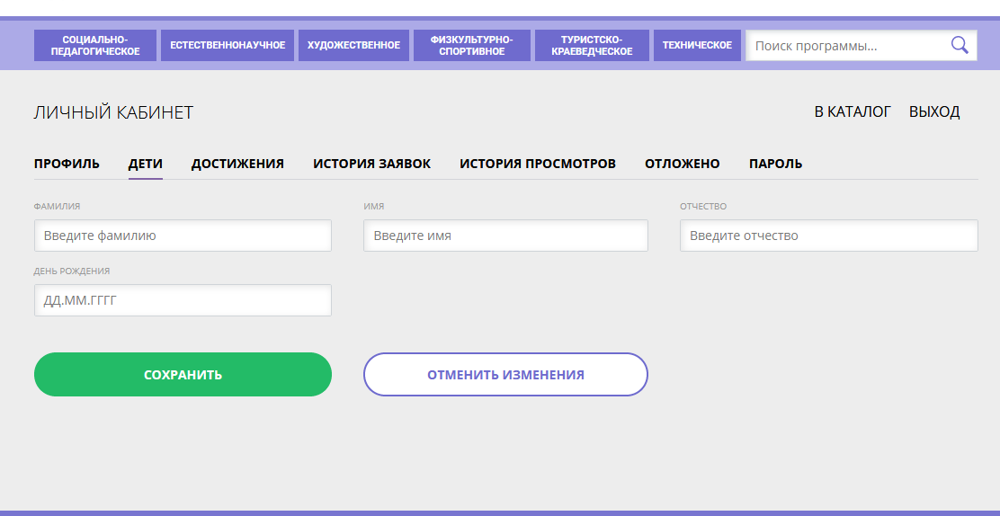 СОЦИАЛЬНО-
ПЕДАГОГИЧЕСКОЕ
ЕСТЕСТВЕННОНАУЧНОЕ
ХУДОЖЕСТВЕННОЕ
ФИЗКУЛЬТУРНО-
СПОРТИВНОЕ
ТУРИСТСКО-
КРАЕВЕДЧЕСКОЕ
ТЕХНИЧЕСКОЕ
Поиск программы...
ЛИЧНЫЙ КАБИНЕТ
В КАТАЛОГ ВЫХОД
ПРОФИЛЬ ДЕТИ ДОСТИЖЕНИЯ ИСТОРИЯ ЗАЯВОК ИСТОРИЯ ПРОСМОТРОВ ОТЛОЖЕНО ПАРОЛЬ
ФАМИЛИЯ ИМЯ ОТЧЕСТВО
Введите фамилию Введите имя Введите отчество
ДЕНЬ РОЖДЕНИЯ
ДД.ММ.ГГГГ
СОХРАНИТЬ ОТМЕНИТЬ ИЗМЕНЕНИЯ